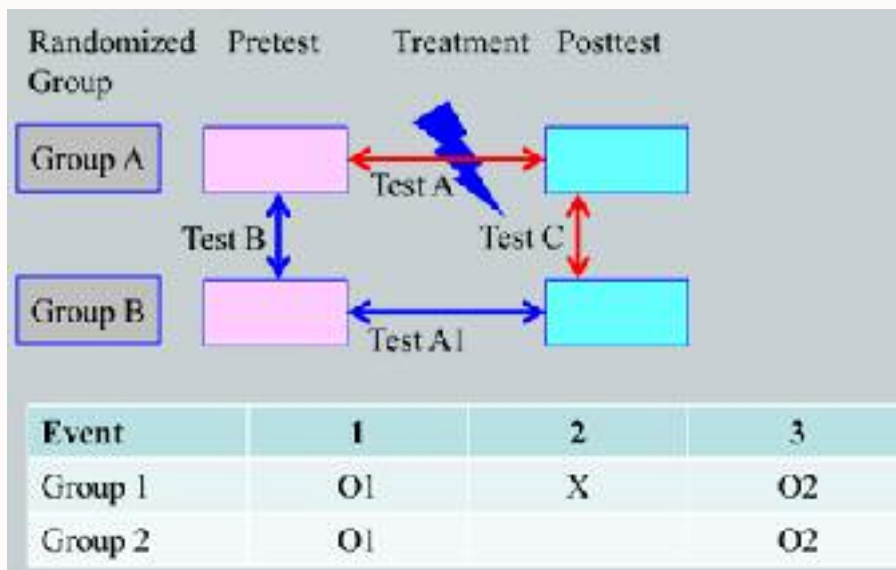 Randomized Pretest Treatment Posttest
Group
Group A
Test A
Test B Test C
Group B
Test A1
Event 1 2 3
Group 1 O1 X O2
Group 2 O1 O2